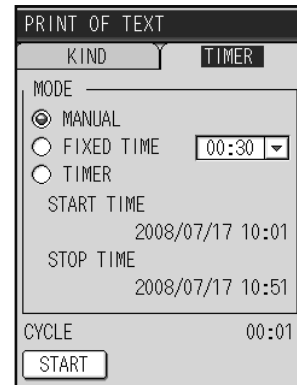 PRINT OF TEXT
KIND TIMER
MODE
MANUAL
FIXED TIME 00:30
TIMER
START TIME
2008/07/17 10:01
STOP TIME
2008/07/17 10:51
CYCLE 00:01
START